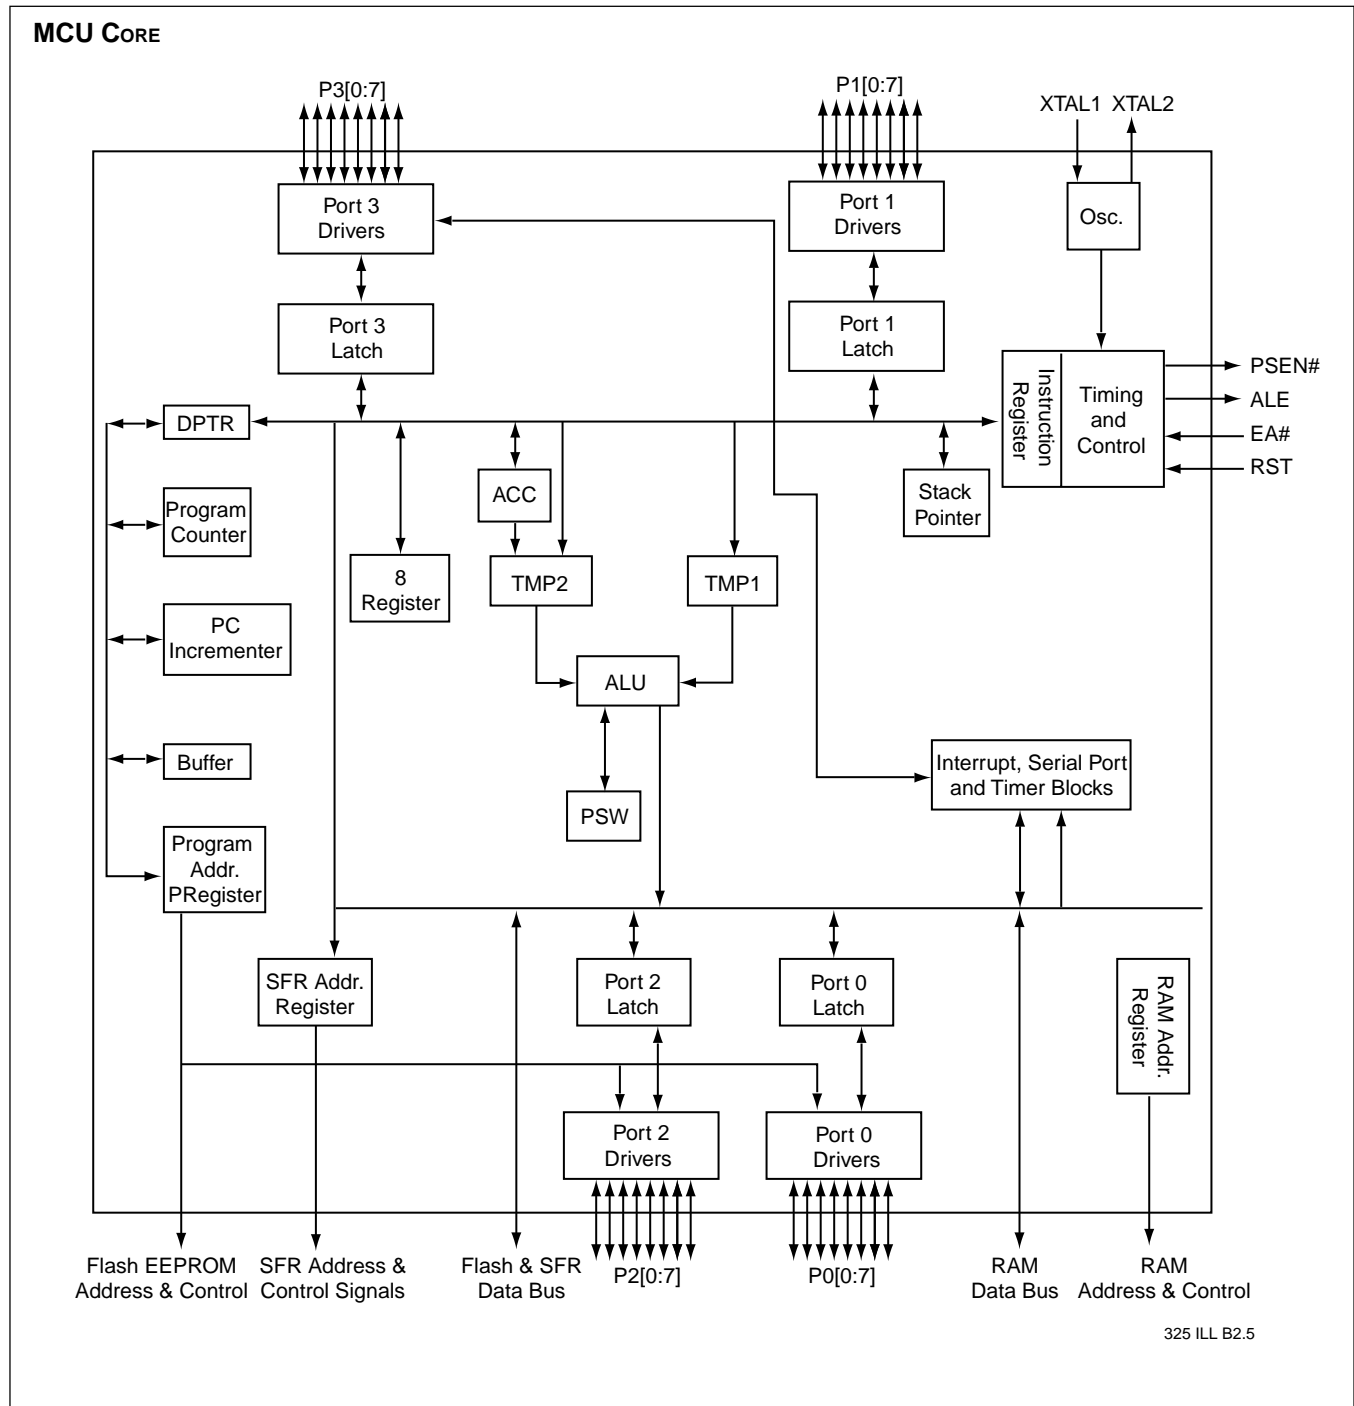 MCU CORE
P3[0:7]
P1[0:7]
XTAL1 XTAL2
Port 3
Drivers
Port 1
Drivers
Osc.
Port 3
Latch
Port 1
Latch
Instruction
Register
Timing
and
Control
PSEN#
ALE
EA#
RST
DPTR
ACC
Stack
Pointer
Program
Counter
8
Register
TMP2
TMP1
PC
Incrementer
ALU
Buffer
Interrupt, Serial Port
and Timer Blocks
PSW
Program
Addr.
PRegister
SFR Addr.
Register
Port 2
Latch
Port 0
Latch
RAM Addr.
Register
Port 2
Drivers
Port 0
Drivers
Flash EEPROM
Address & Control
SFR Address &
Control Signals
Flash & SFR
Data Bus
P2[0:7]
P0[0:7]
RAM
Data Bus
RAM
Address & Control
325 ILL B2.5